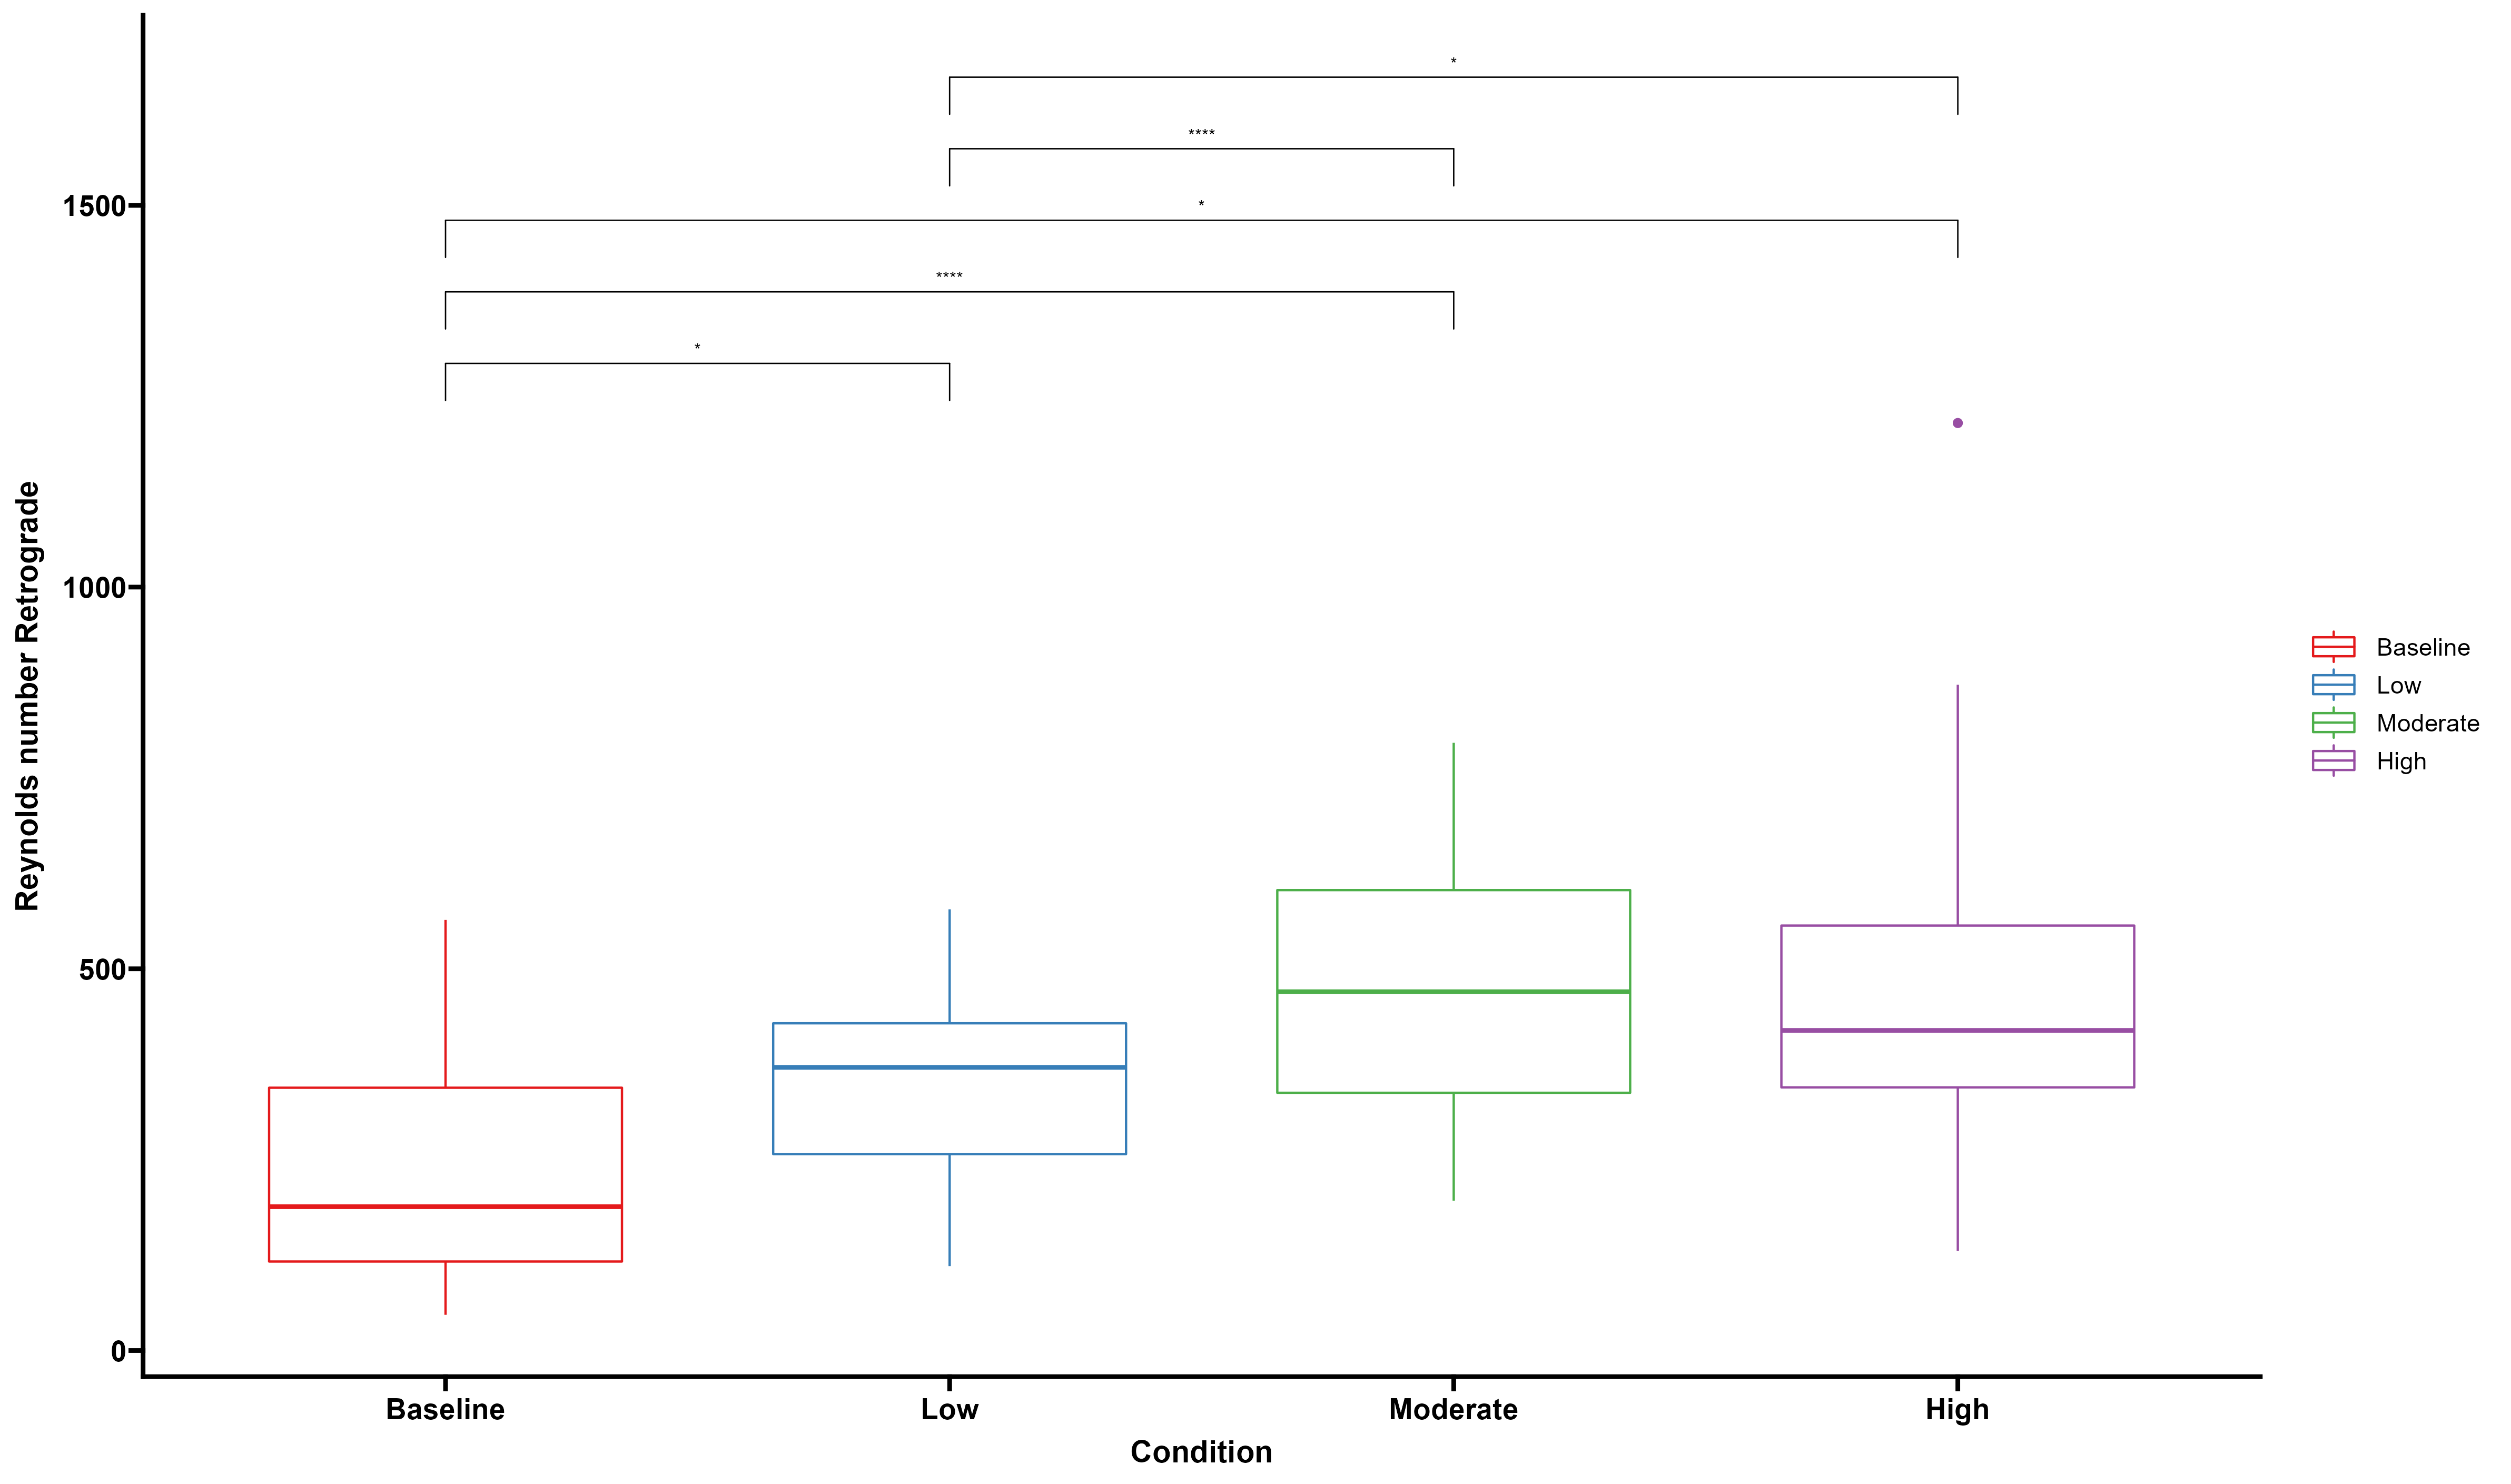 *
****
*
****
*
1500
1000
500
0
Reynolds number Retrograde
Baseline
Low
Moderate
High
Condition
Baseline
Low
Moderate
High